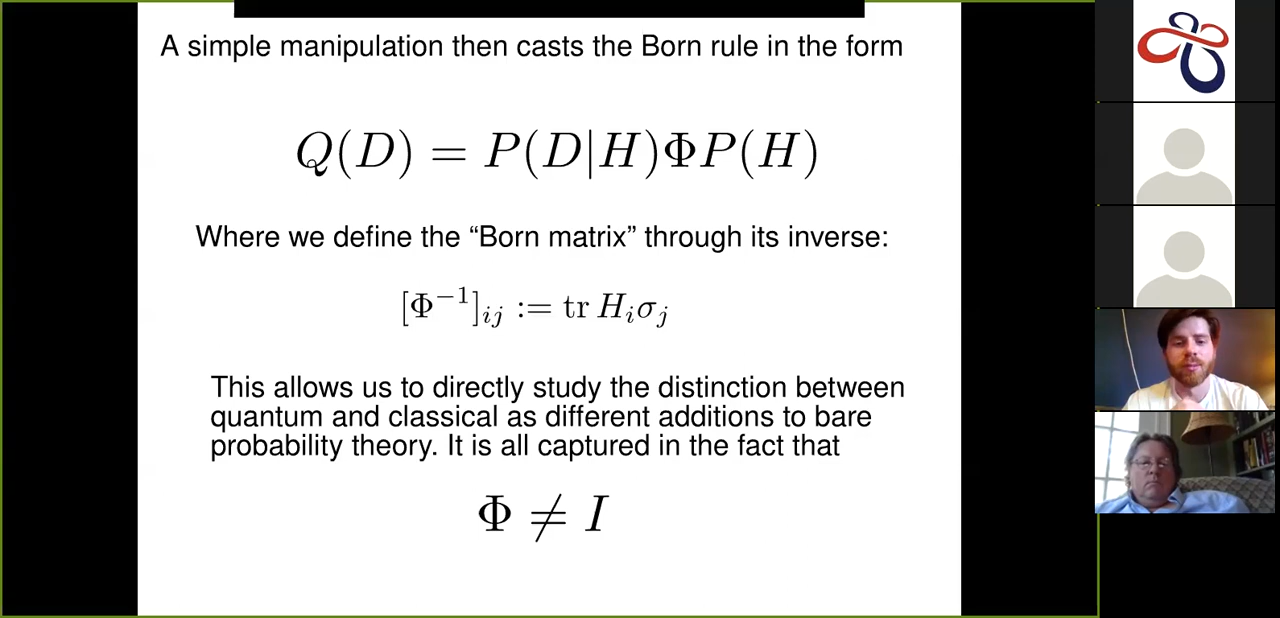 A simple manipulation then casts the Born rule in the form
Q(D) = P(D|H)ΦP(H)
Where we define the “Born matrix” through its inverse:
[Φ⁻¹]ᵢⱼ := tr Hᵢσⱼ
This allows us to directly study the distinction between
quantum and classical as different additions to bare
probability theory. It is all captured in the fact that
Φ ≠ I